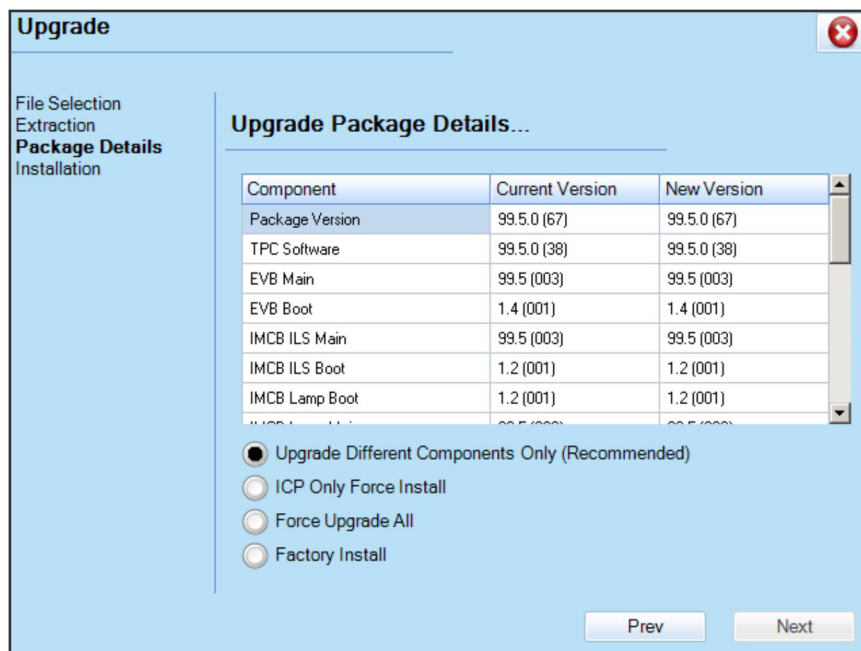 Upgrade
File Selection
Extraction
Package Details
Installation
Upgrade Package Details...
Component Current Version New Version
Package Version 99.5.0 (67) 99.5.0 (67)
TPC Software 99.5.0 (38) 99.5.0 (38)
EVB Main 99.5 (003) 99.5 (003)
EVB Boot 1.4 (001) 1.4 (001)
IMCB ILS Main 99.5 (003) 99.5 (003)
IMCB ILS Boot 1.2 (001) 1.2 (001)
IMCB Lamp Boot 1.2 (001) 1.2 (001)
Upgrade Different Components Only (Recommended)
ICP Only Force Install
Force Upgrade All
Factory Install
Prev Next